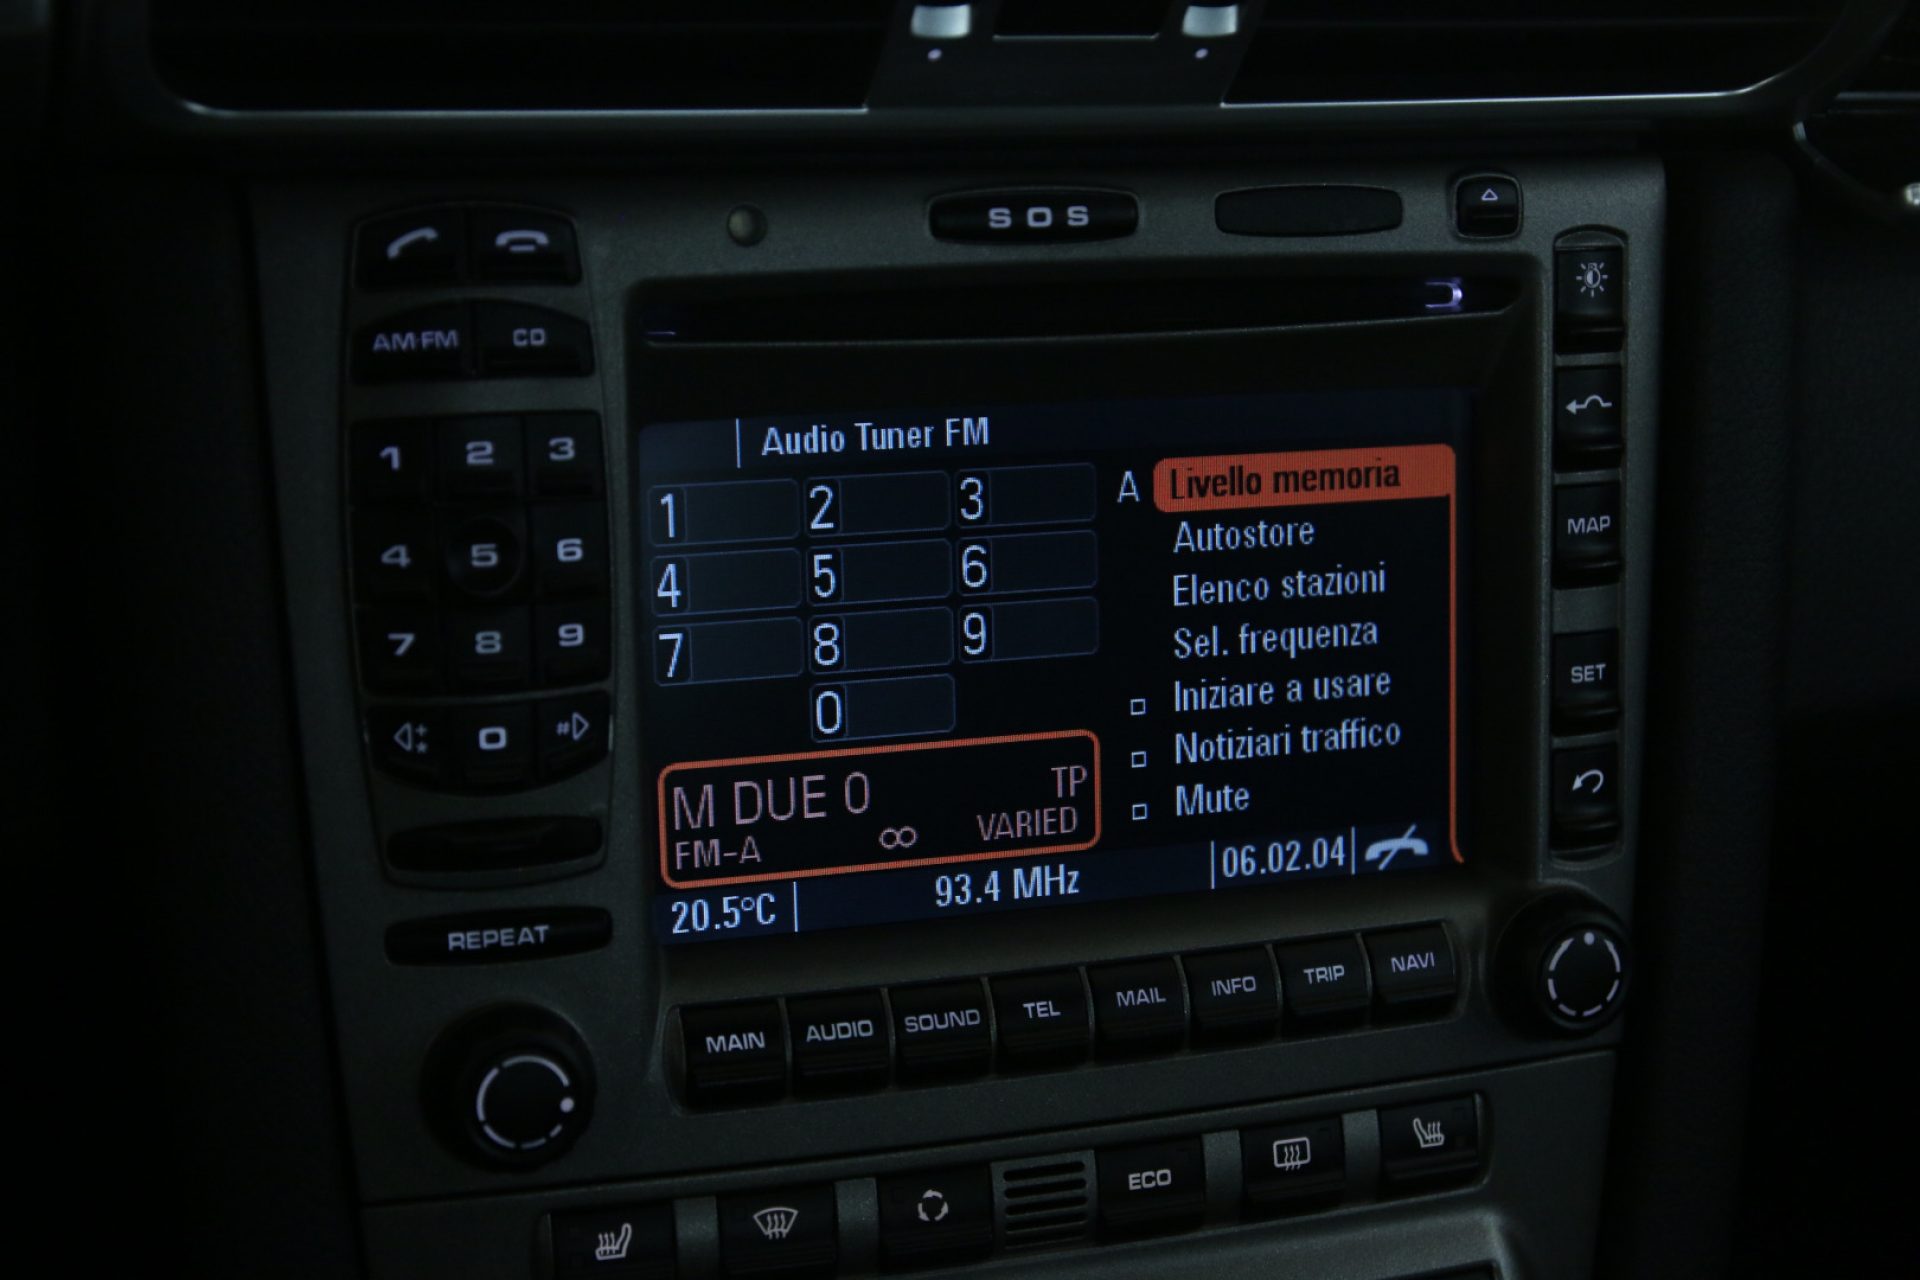 SOS
AM·FM CD
1 2 3
4 5 6
7 8 9
* 0 #
REPEAT
Audio Tuner FM
1 2 3
4 5 6
7 8 9
0
M DUE 0 TP
FM-A VARIED
A Livello memoria
Autostore
Elenco stazioni
Sel. frequenza
Iniziare a usare
Notiziari traffico
Mute
20.5°C 93.4 MHz 06.02.04
MAP
SET
MAIN AUDIO SOUND TEL MAIL INFO TRIP NAVI
ECO